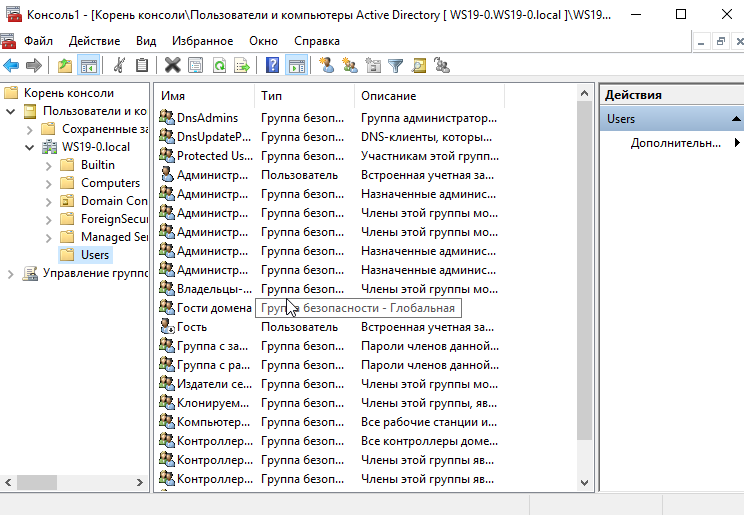 Консоль1 - [Корень консоли\Пользователи и компьютеры Active Directory [ WS19-0.WS19-0.local ]\WS19...
Файл Действие Вид Избранное Окно Справка
Корень консоли
Пользователи и ко
Сохраненные за
WS19-0.local
Builtin
Computers
Domain Con
ForeignSecu
Managed Se
Users
Управление группо
Имя Тип Описание
DnsAdmins Группа безоп... Группа администратор...
DnsUpdateP... Группа безоп... DNS-клиенты, которы...
Protected Us... Группа безоп... Участникам этой групп...
Администр... Пользователь Встроенная учетная за...
Администр... Группа безоп... Назначенные админис...
Администр... Группа безоп... Члены этой группы мо...
Администр... Группа безоп... Члены этой группы мо...
Администр... Группа безоп... Назначенные админис...
Администр... Группа безоп... Назначенные админис...
Владельцы-... Группа безоп... Члены этой группы мо...
Гости домена Группа безопасности - Глобальная
Гость Пользователь Встроенная учетная за...
Группа с за... Группа безоп... Пароли членов данной...
Группа с ра... Группа безоп... Пароли членов данной...
Издатели се... Группа безоп... Члены этой группы мо...
Клонируем... Группа безоп... Члены этой группы, яв...
Компьютер... Группа безоп... Все рабочие станции и...
Контроллер... Группа безоп... Все контроллеры доме...
Контроллер... Группа безоп... Члены этой группы яв...
Контроллер... Группа безоп... Члены этой группы яв...
Действия
Users
Дополнительн...